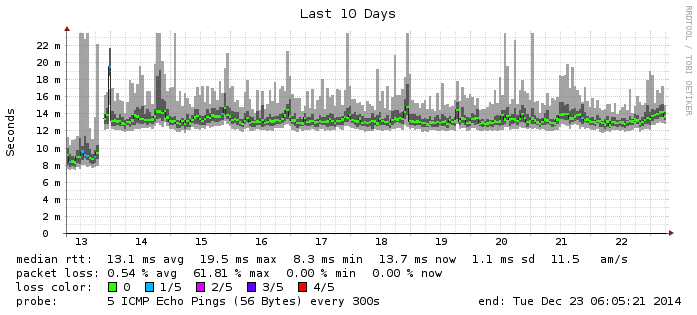 Last 10 Days
RRDTOOL / TOBI OETIKER
Seconds
22 m
20 m
18 m
16 m
14 m
12 m
10 m
8 m
6 m
4 m
2 m
0
13 14 15 16 17 18 19 20 21 22
median rtt: 13.1 ms avg 19.5 ms max 8.3 ms min 13.7 ms now 1.1 ms sd 11.5 am/s
packet loss: 0.54 % avg 61.81 % max 0.00 % min 0.00 % now
loss color: 0 1/5 2/5 3/5 4/5
probe: 5 ICMP Echo Pings (56 Bytes) every 300s end: Tue Dec 23 06:05:21 2014